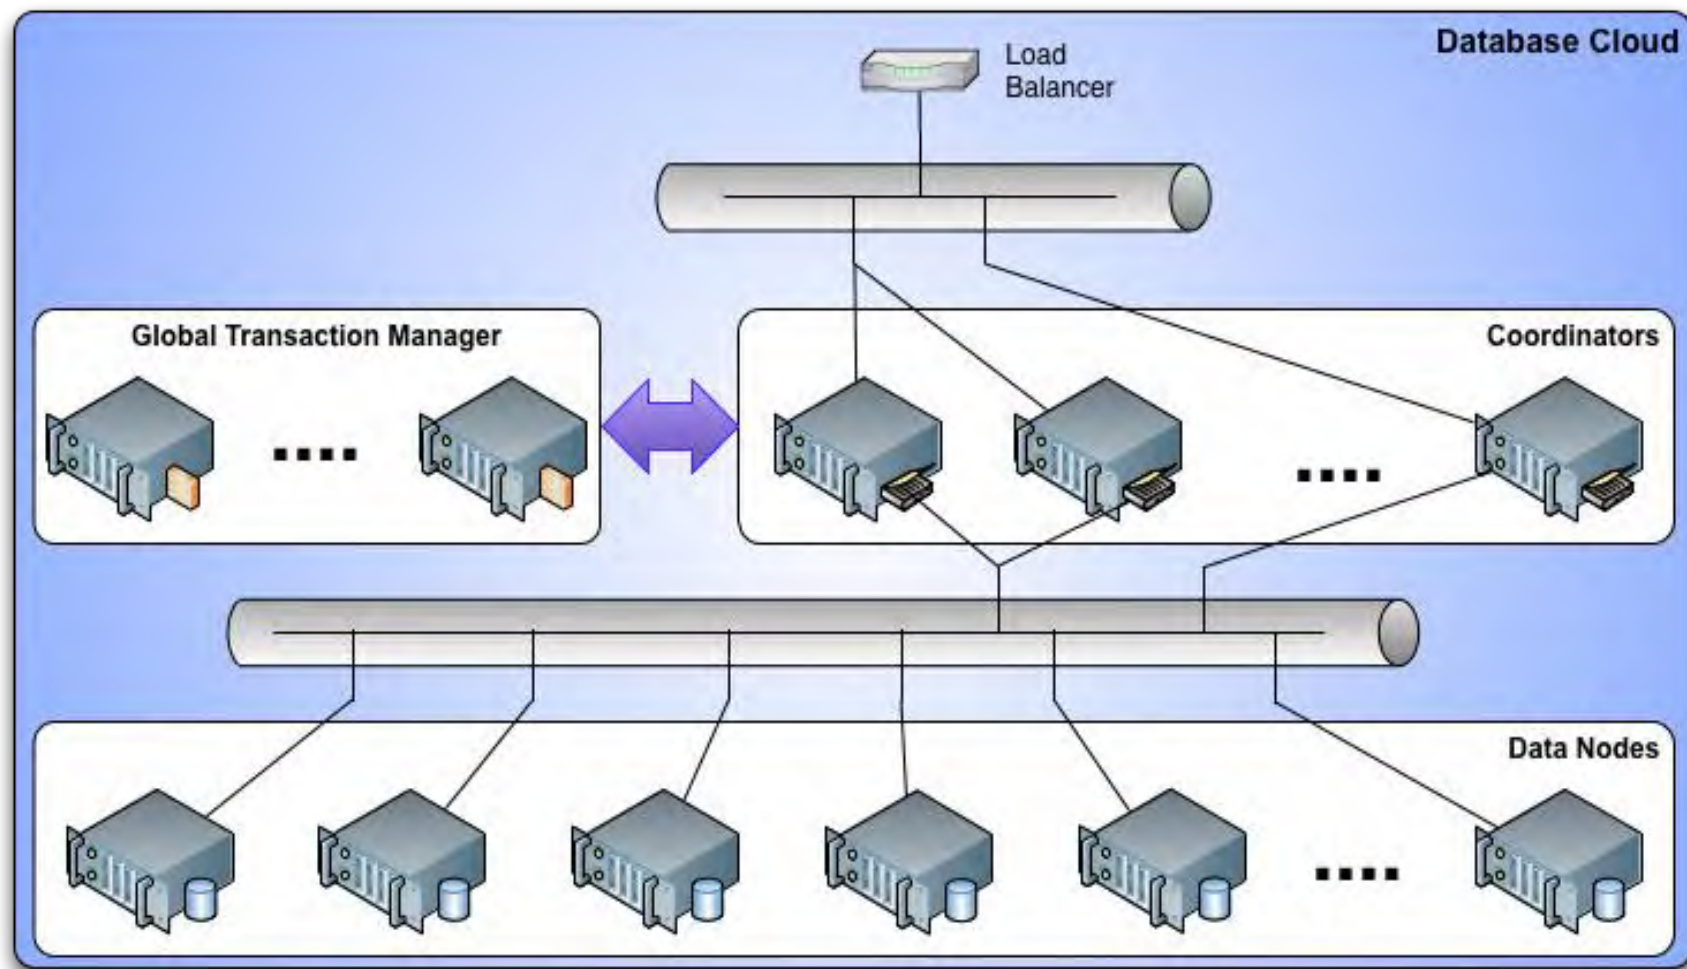 Database Cloud
Load
Balancer
Global Transaction Manager
Coordinators
Data Nodes